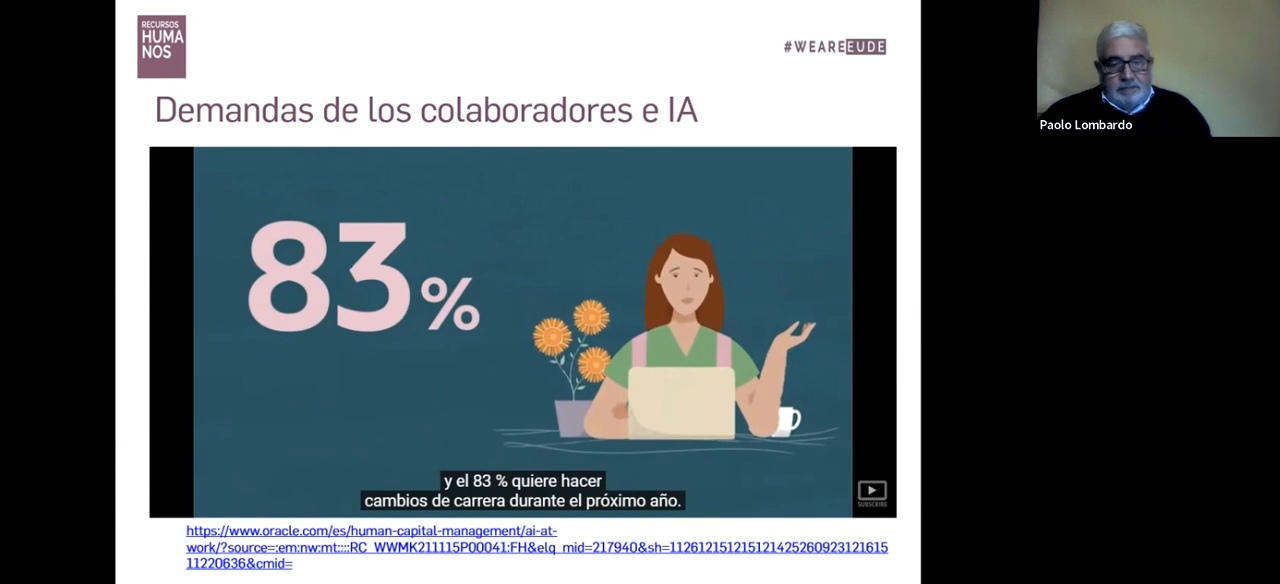 RECURSOS
HUMA
NOS
#WEAREEUDE
Paolo Lombardo
Demandas de los colaboradores e IA
83%
y el 83 % quiere hacer
cambios de carrera durante el próximo año.
SUBSCRIBE
https://www.oracle.com/es/human-capital-management/ai-at-
work/?source=:em:nw:mt::::RC_WWMK211115P00041:FH&elq_mid=217940&sh=112612151215121425260923121615
11220636&cmid=